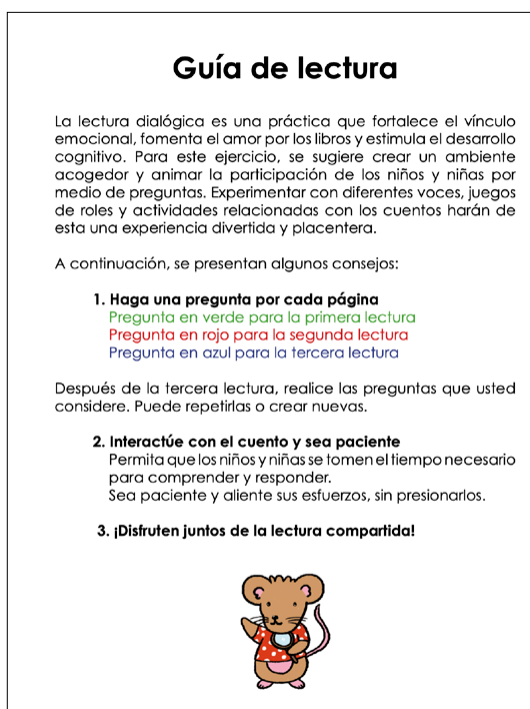 Guía de lectura
La lectura dialógica es una práctica que fortalece el vínculo
emocional, fomenta el amor por los libros y estimula el desarrollo
cognitivo. Para este ejercicio, se sugiere crear un ambiente
acogedor y animar la participación de los niños y niñas por
medio de preguntas. Experimentar con diferentes voces, juegos
de roles y actividades relacionadas con los cuentos harán de
esta una experiencia divertida y placentera.
A continuación, se presentan algunos consejos:
1. Haga una pregunta por cada página
Pregunta en verde para la primera lectura
Pregunta en rojo para la segunda lectura
Pregunta en azul para la tercera lectura
Después de la tercera lectura, realice las preguntas que usted
considere. Puede repetirlas o crear nuevas.
2. Interactúe con el cuento y sea paciente
Permita que los niños y niñas se tomen el tiempo necesario
para comprender y responder.
Sea paciente y aliente sus esfuerzos, sin presionarlos.
3. ¡Disfruten juntos de la lectura compartida!